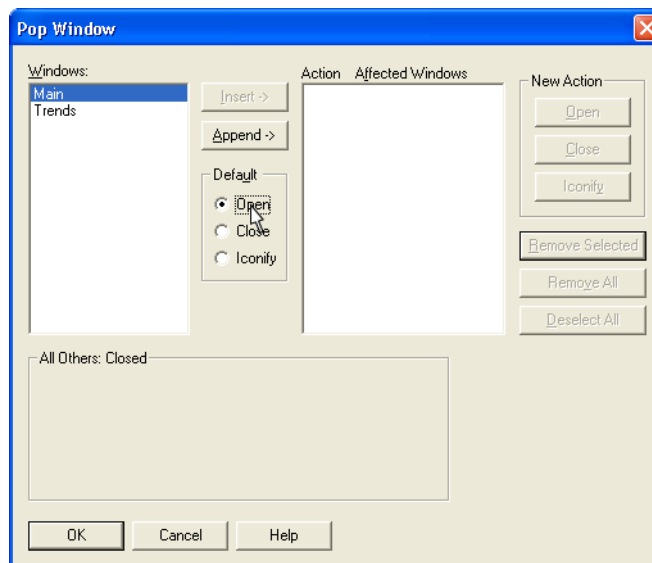 Pop Window
Windows:
Main
Trends
Insert ->
Append ->
Default
Open
Close
Iconify
Action Affected Windows
New Action
Open
Close
Iconify
Remove Selected
Remove All
Deselect All
All Others: Closed
OK Cancel Help